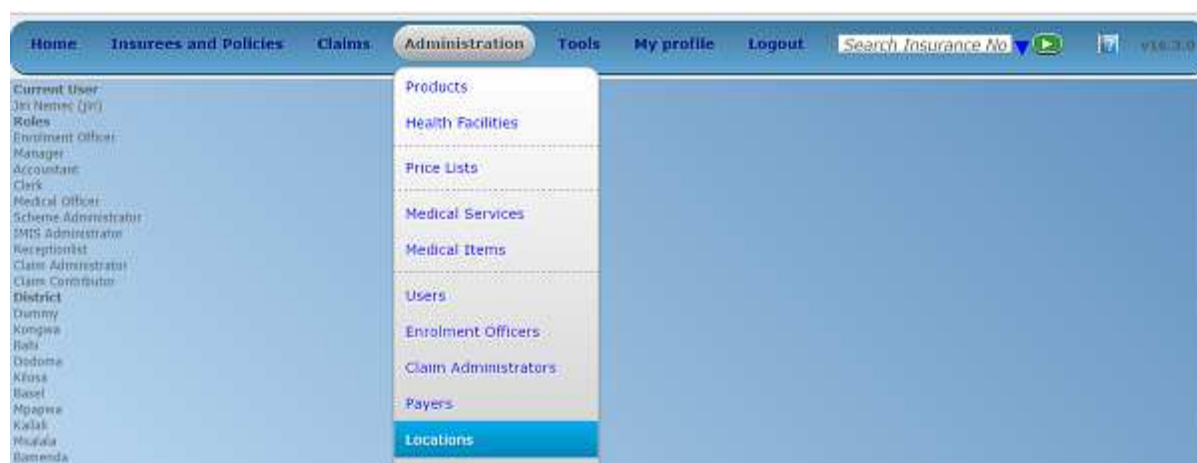 Home Insurees and Policies Claims Administration Tools My profile Logout Search Insurance No ? v16.3.0
Current User
Jiri Nemec (jiri)
Roles
Enrolment Officer
Manager
Accountant
Clerk
Medical Officer
Scheme Administrator
IMIS Administrator
Receptionist
Claim Administrator
Claim Contributor
District
Dummy
Kongwa
Bahi
Dodoma
Kilosa
Basel
Mpapwa
Msalala
Bamenda
Products
Health Facilities
Price Lists
Medical Services
Medical Items
Users
Enrolment Officers
Claim Administrators
Payers
Locations